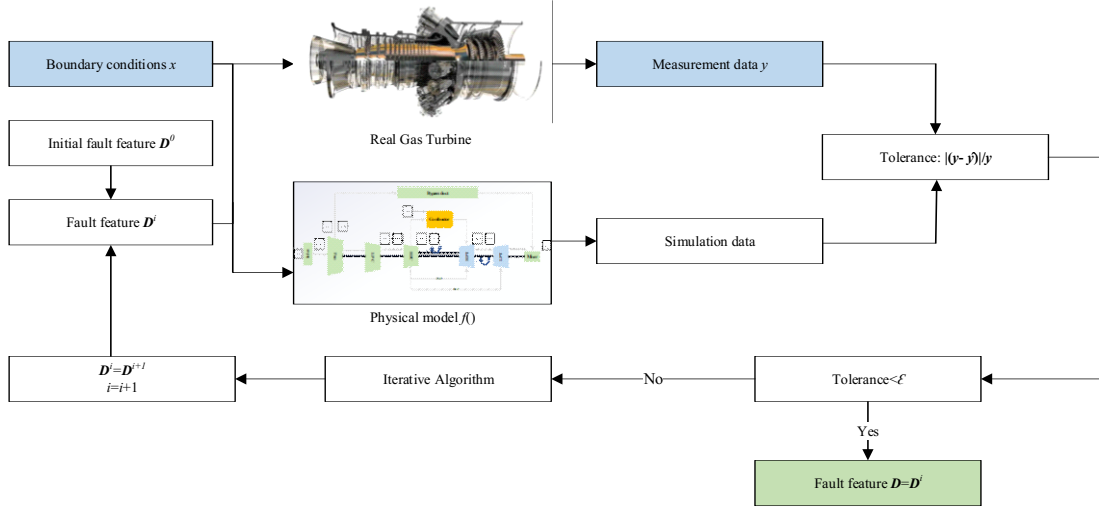 Boundary conditions x
Measurement data y
Real Gas Turbine
Initial fault feature D⁰
Tolerance: |(y- ŷ)|/y
Fault feature Dⁱ
Simulation data
Physical model f()
Dⁱ=Dⁱ⁺¹
i=i+1
Iterative Algorithm
No
Tolerance<ℰ
Yes
Fault feature D=Dⁱ